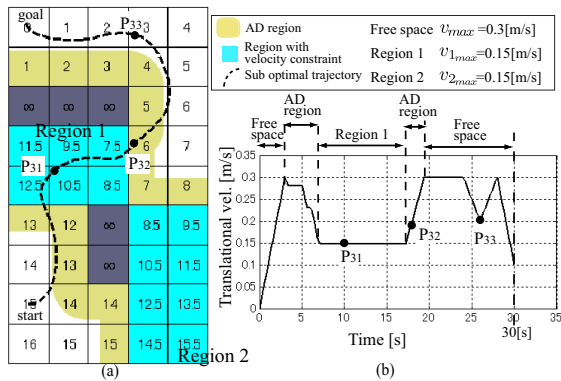 goal
0 1 2 3 4
P33
1 2 3 4 5
∞ ∞ ∞ 5 6
Region 1
11.5 9.5 7.5 6 7
P31
P32
12.5 10.5 8.5 7 8
13 12 ∞ 8.5 9.5
14 13 ∞ 10.5 11.5
15 14 14 12.5 13.5
start
16 15 15 14.5 15.5
Region 2
(a)
AD region
Region with
velocity constraint
Sub optimal trajectory
Free space vmax=0.3[m/s]
Region 1 v1max=0.15[m/s]
Region 2 v2max=0.15[m/s]
Free
space
AD
region
Region 1
AD
region
Free
space
Translational vel. [m/s]
0.4
0.35
0.3
0.25
0.2
0.15
0.1
0.05
0
P31
P32
P33
0 5 10 15 20 25 30[s]
Time [s]
(b)